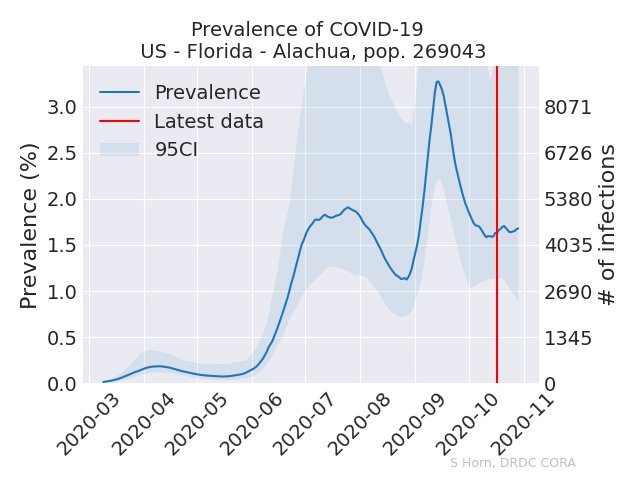 Prevalence of COVID-19
US - Florida - Alachua, pop. 269043
Prevalence
Latest data
95CI
Prevalence (%)
3.0
2.5
2.0
1.5
1.0
0.5
0.0
8071
6726
5380
4035
2690
1345
0
# of infections
2020-03
2020-04
2020-05
2020-06
2020-07
2020-08
2020-09
2020-10
2020-11
S Horn, DRDC CORA